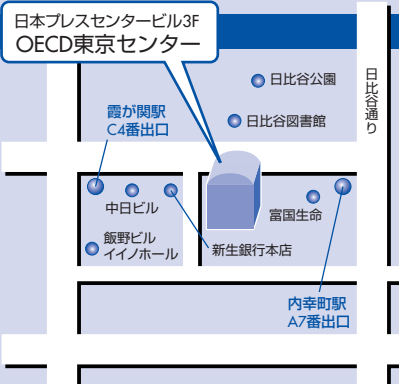 日本プレスセンタービル3F
OECD東京センター
日比谷公園
日比谷通り
霞が関駅
C4番出口
日比谷図書館
中日ビル
富国生命
飯野ビル
イイノホール
新生銀行本店
内幸町駅
A7番出口